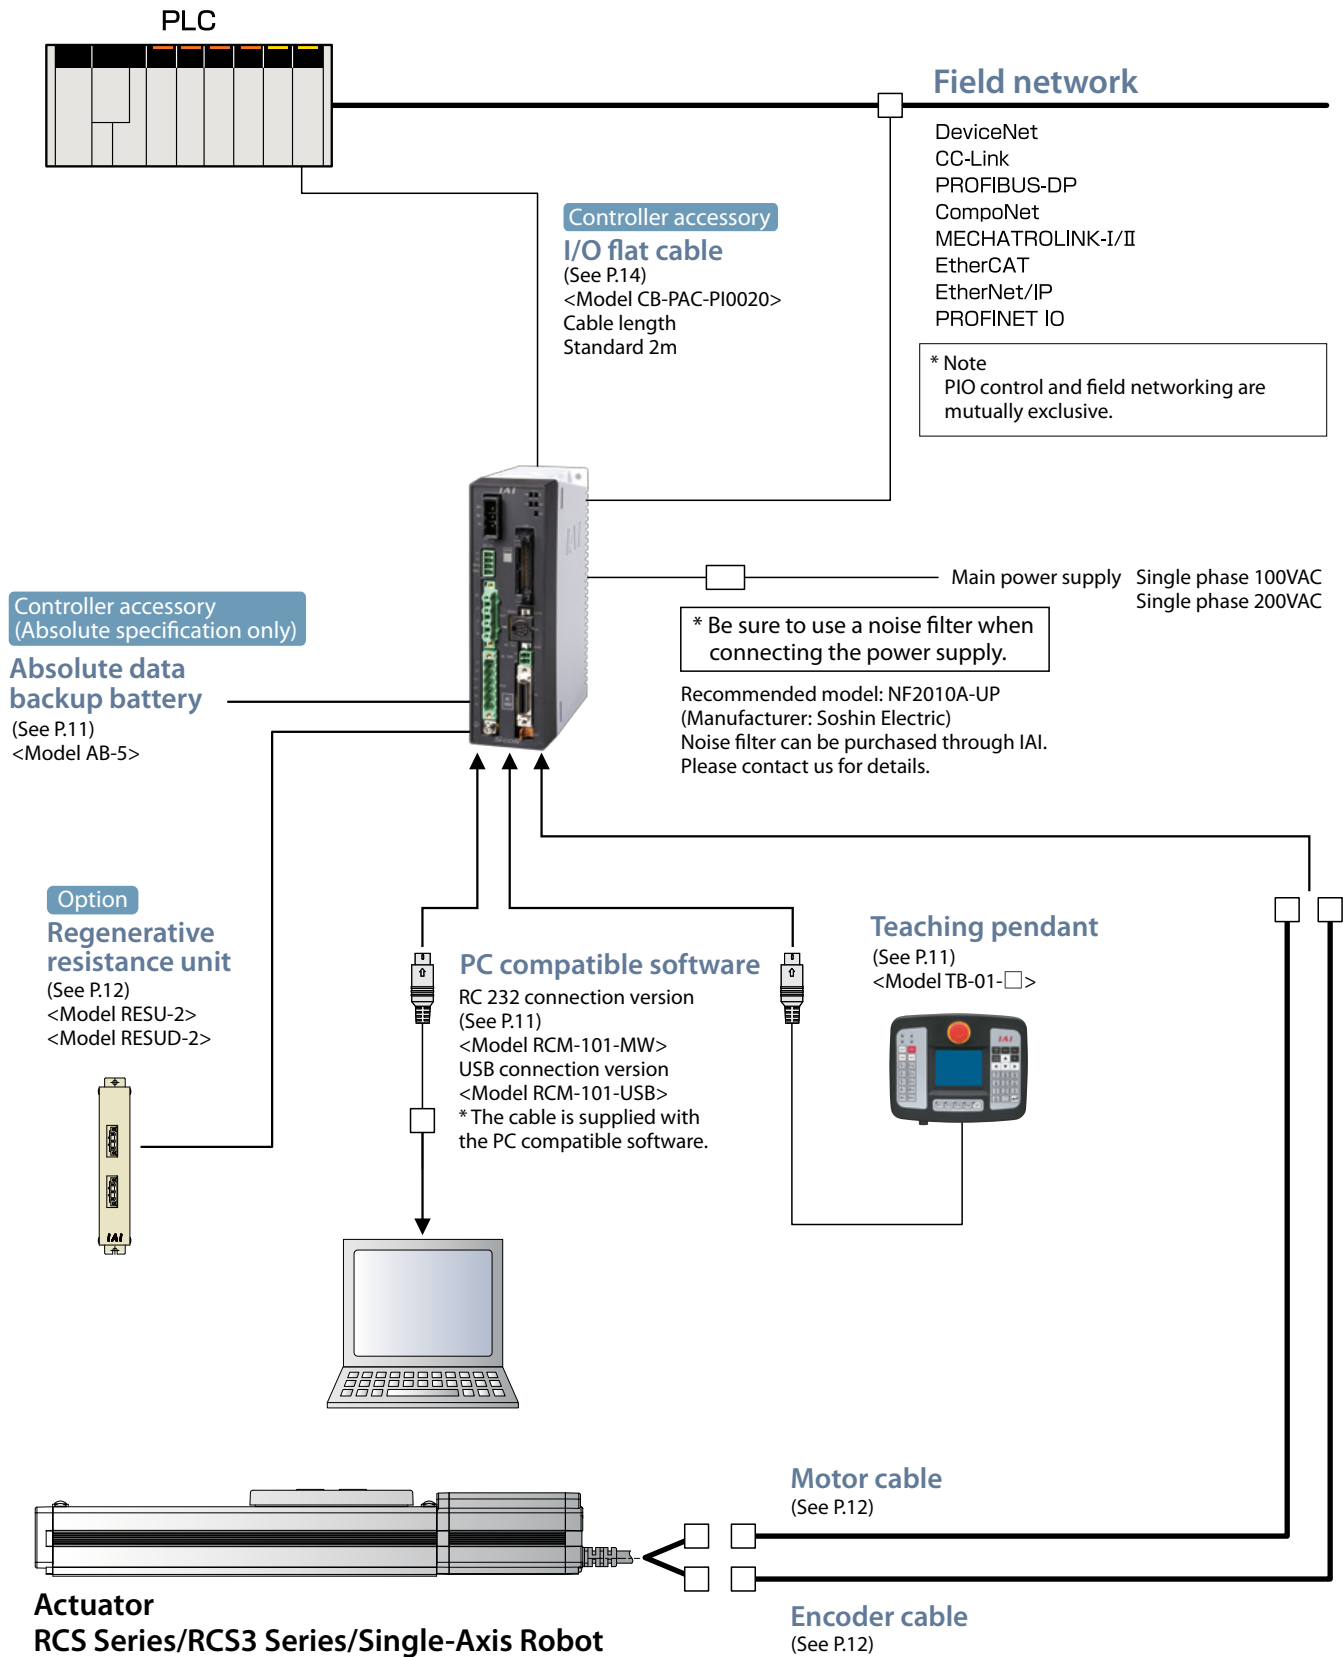 PLC
Field network
DeviceNet
CC-Link
PROFIBUS-DP
CompoNet
MECHATROLINK-I/II
EtherCAT
EtherNet/IP
PROFINET IO
* Note
PIO control and field networking are
mutually exclusive.
Controller accessory
I/O flat cable
(See P.14)
<Model CB-PAC-PI0020>
Cable length
Standard 2m
IAI
Main power supply Single phase 100VAC
Single phase 200VAC
* Be sure to use a noise filter when
connecting the power supply.
Recommended model: NF2010A-UP
(Manufacturer: Soshin Electric)
Noise filter can be purchased through IAI.
Please contact us for details.
Controller accessory
(Absolute specification only)
Absolute data
backup battery
(See P.11)
<Model AB-5>
Option
Regenerative
resistance unit
(See P.12)
<Model RESU-2>
<Model RESUD-2>
IAI
PC compatible software
RC 232 connection version
(See P.11)
<Model RCM-101-MW>
USB connection version
<Model RCM-101-USB>
* The cable is supplied with
the PC compatible software.
Teaching pendant
(See P.11)
<Model TB-01-□>
IAI
Motor cable
(See P.12)
Encoder cable
(See P.12)
Actuator
RCS Series/RCS3 Series/Single-Axis Robot